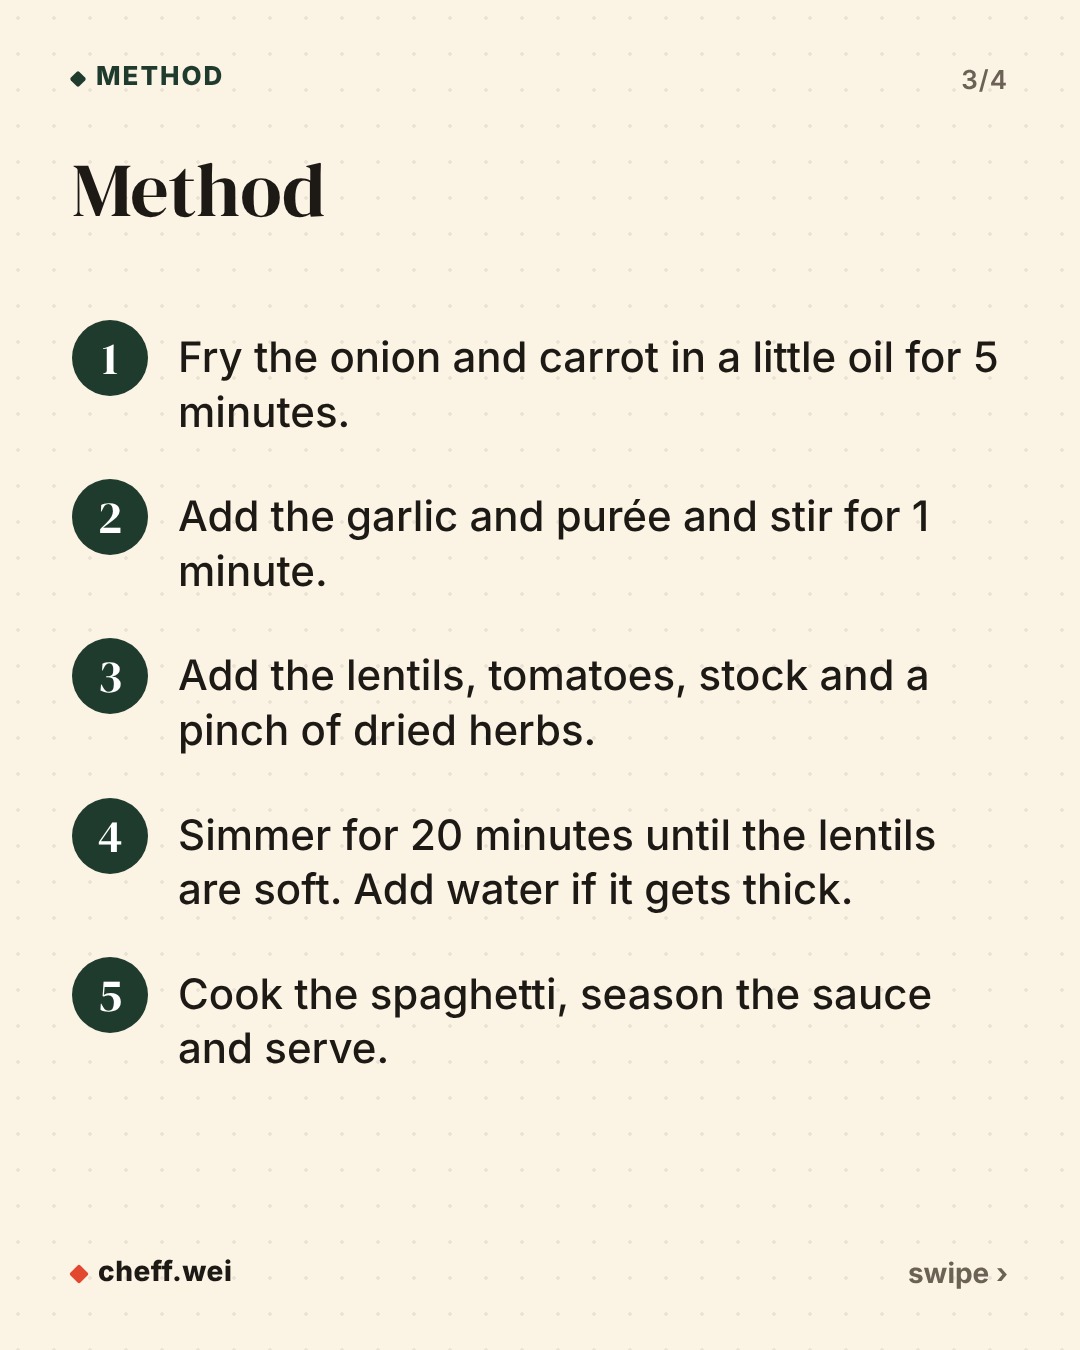 METHOD
3/4
Method
1 Fry the onion and carrot in a little oil for 5
minutes.
2 Add the garlic and purée and stir for 1
minute.
3 Add the lentils, tomatoes, stock and a
pinch of dried herbs.
4 Simmer for 20 minutes until the lentils
are soft. Add water if it gets thick.
5 Cook the spaghetti, season the sauce
and serve.
cheff.wei
swipe ›